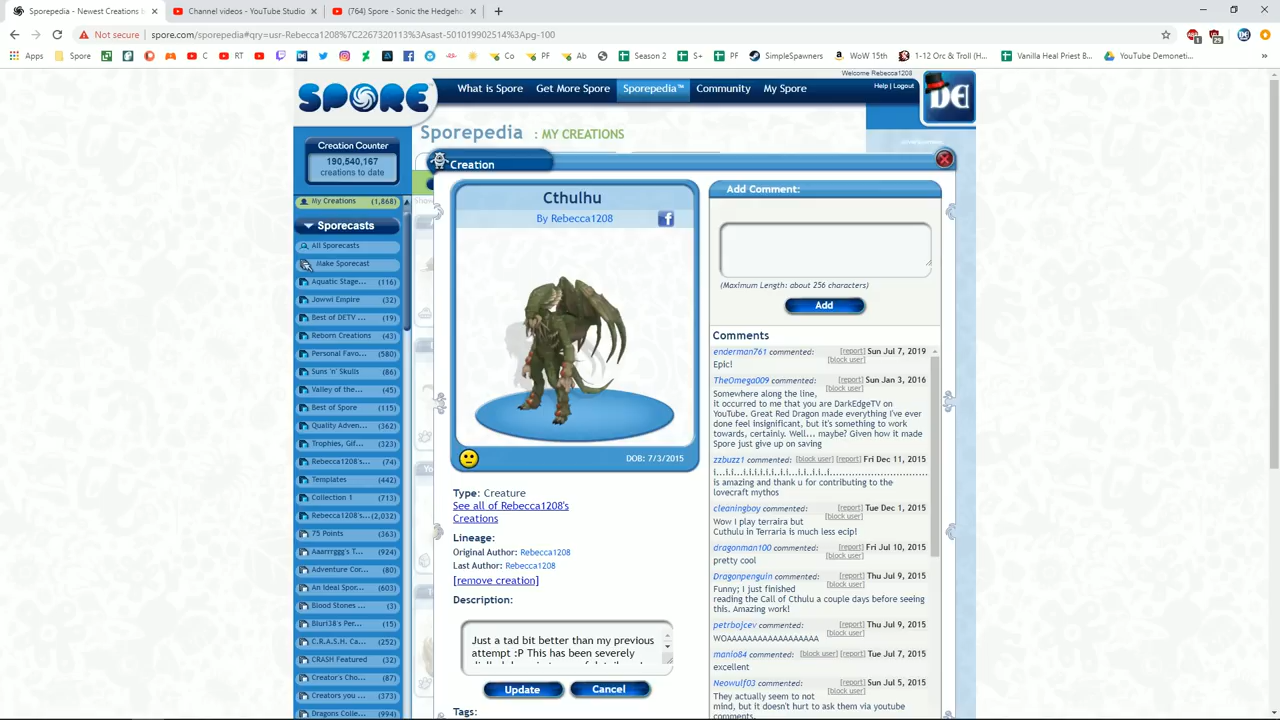 Spore - Newest Creations b
Channel videos - YouTube Studio
(764) Spore - Sonic the Hedgeho
Not secure | spore.com/sporepedia#qry=usr-Rebecca1208%7C2267320113%3Asast-501019902514%3Apg-100
Apps Spore DeviantArt C RT Co PF Ab Season 2 S+ PF SimpleSpawners WoW 15th 1-12 Orc & Troll (H... Vanilla Heal Priest B... YouTube Demoneti...
Welcome Rebecca1208
SPORE What is Spore Get More Spore Sporepedia™ Community My Spore Help | Logout DE
Sporepedia : MY CREATIONS
Creation Counter
190,540,167
creations to date
My Creations (1,868)
Sporecasts
All Sporecasts
Make Sporecast
Aquatic Stage... (116)
Jowwi Empire (32)
Best of DETV ... (19)
Reborn Creations (43)
Personal Favo... (580)
Suns 'n' Skulls (86)
Valley of the... (45)
Best of Spore (115)
Quality Adven... (362)
Trophies, Gif... (323)
Rebecca1208's... (74)
Templates (442)
Collection 1 (713)
Rebecca1208's... (2,032)
75 Points (363)
Aaarrrggg's T... (924)
Adventure Cor... (80)
An Ideal Spor... (603)
Blood Stones ... (3)
Bluri38's Per... (15)
C.R.A.S.H. Ca... (252)
CRASH Featured (32)
Creator's Cho... (87)
Creators you ... (373)
Dragons Colle... (994)
Creation
Cthulhu
By Rebecca1208
DOB: 7/3/2015
Type: Creature
See all of Rebecca1208's
Creations
Lineage:
Original Author: Rebecca1208
Last Author: Rebecca1208
[remove creation]
Description:
Just a tad bit better than my previous
attempt :P This has been severely
Update Cancel
Tags:
Add Comment:
(Maximum Length: about 256 characters)
Add
Comments
enderman761 commented: [report] Sun Jul 7, 2019
[block user]
Epic!
TheOmega009 commented: [report] Sun Jan 3, 2016
[block user]
Somewhere along the line,
it occurred to me that you are DarkEdgeTV on
YouTube. Great Red Dragon made everything I've ever
done feel insignificant, but it's something to work
towards, certainly. Well... maybe? Given how it made
Spore just give up on saving
zzbuzz1 commented: [block user] [report] Fri Dec 11, 2015
is amazing and thank u for contributing to the
lovecraft mythos
cleaningboy commented: [report] Tue Dec 1, 2015
[block user]
Wow I play terraira but
Cuthulu in Terraria is much less ecip!
dragonman100 commented: [report] Fri Jul 10, 2015
[block user]
pretty cool
Dragonpenguin commented: [report] Thu Jul 9, 2015
[block user]
Funny; I just finished
reading the Call of Cthulu a couple days before seeing
this. Amazing work!
petrbojcev commented: [report] Thu Jul 9, 2015
[block user]
WOAAAAAAAAAAAAAAAAA
manio84 commented: [block user] [report] Tue Jul 7, 2015
excellent
Neowulf03 commented: [report] Sun Jul 5, 2015
[block user]
They actually seem to not
mind, but it doesn't hurt to ask them via youtube
comments.